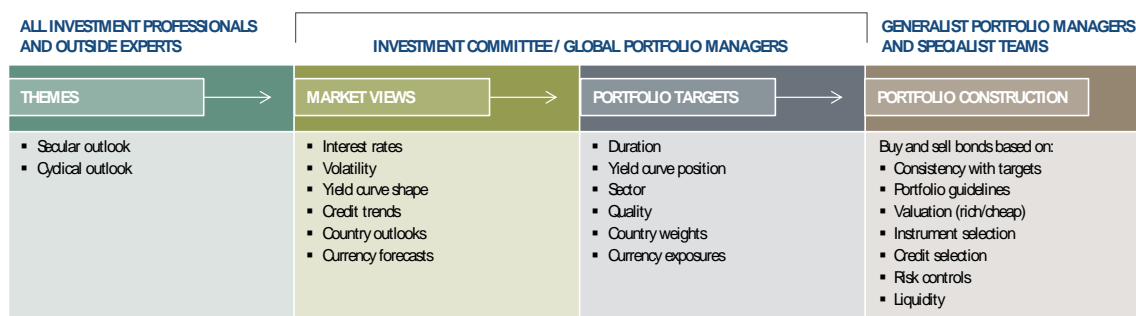 ALL INVESTMENT PROFESSIONALS
AND OUTSIDE EXPERTS
INVESTMENT COMMITTEE / GLOBAL PORTFOLIO MANAGERS
GENERALIST PORTFOLIO MANAGERS
AND SPECIALIST TEAMS
THEMES
MARKET VIEWS
PORTFOLIO TARGETS
PORTFOLIO CONSTRUCTION
▪ Secular outlook
▪ Cyclical outlook
▪ Interest rates
▪ Volatility
▪ Yield curve shape
▪ Credit trends
▪ Country outlooks
▪ Currency forecasts
▪ Duration
▪ Yield curve position
▪ Sector
▪ Quality
▪ Country weights
▪ Currency exposures
Buy and sell bonds based on:
▪ Consistency with targets
▪ Portfolio guidelines
▪ Valuation (rich/cheap)
▪ Instrument selection
▪ Credit selection
▪ Risk controls
▪ Liquidity